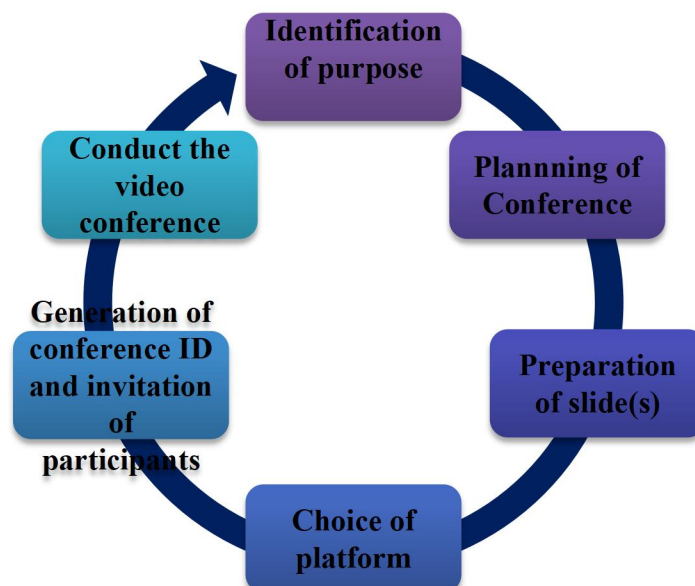 Identification
of purpose
Plannning of
Conference
Preparation
of slide(s)
Choice of
platform
Generation of
conference ID
and invitation
of
participants
Conduct the
video
conference